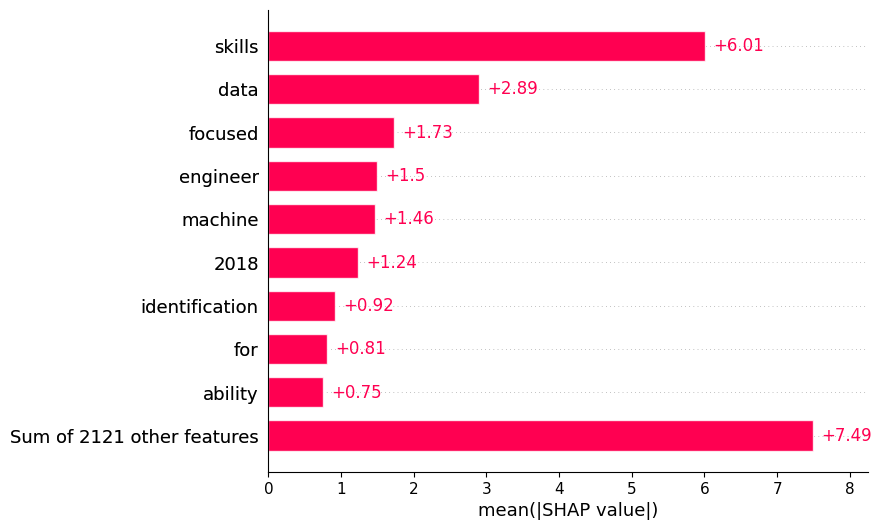 skills +6.01
data +2.89
focused +1.73
engineer +1.5
machine +1.46
2018 +1.24
identification +0.92
for +0.81
ability +0.75
Sum of 2121 other features +7.49
0 1 2 3 4 5 6 7 8
mean(|SHAP value|)